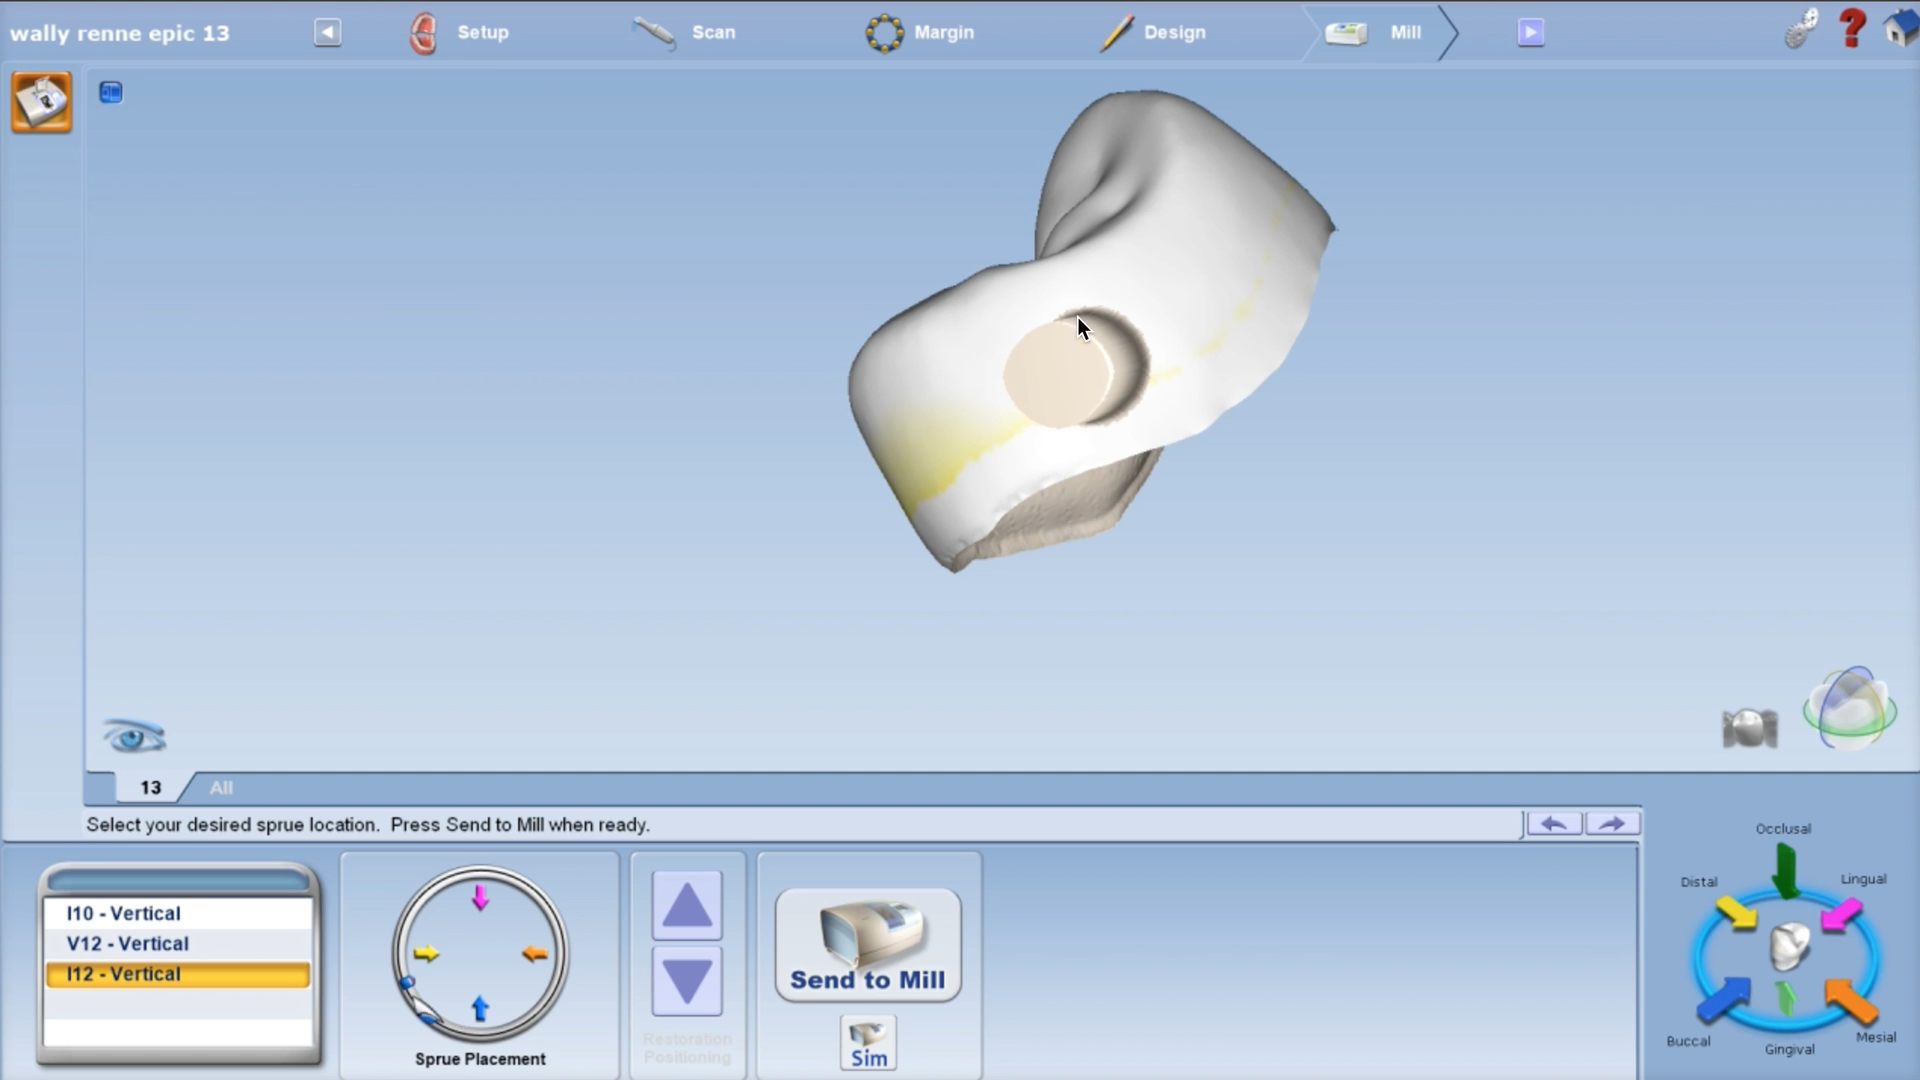 wally renne epic 13
Setup
Scan
Margin
Design
Mill
13
All
Select your desired sprue location.  Press Send to Mill when ready.
I10 - Vertical
V12 - Vertical
I12 - Vertical
Sprue Placement
Restoration
Positioning
Send to Mill
Sim
Occlusal
Distal
Lingual
Buccal
Mesial
Gingival